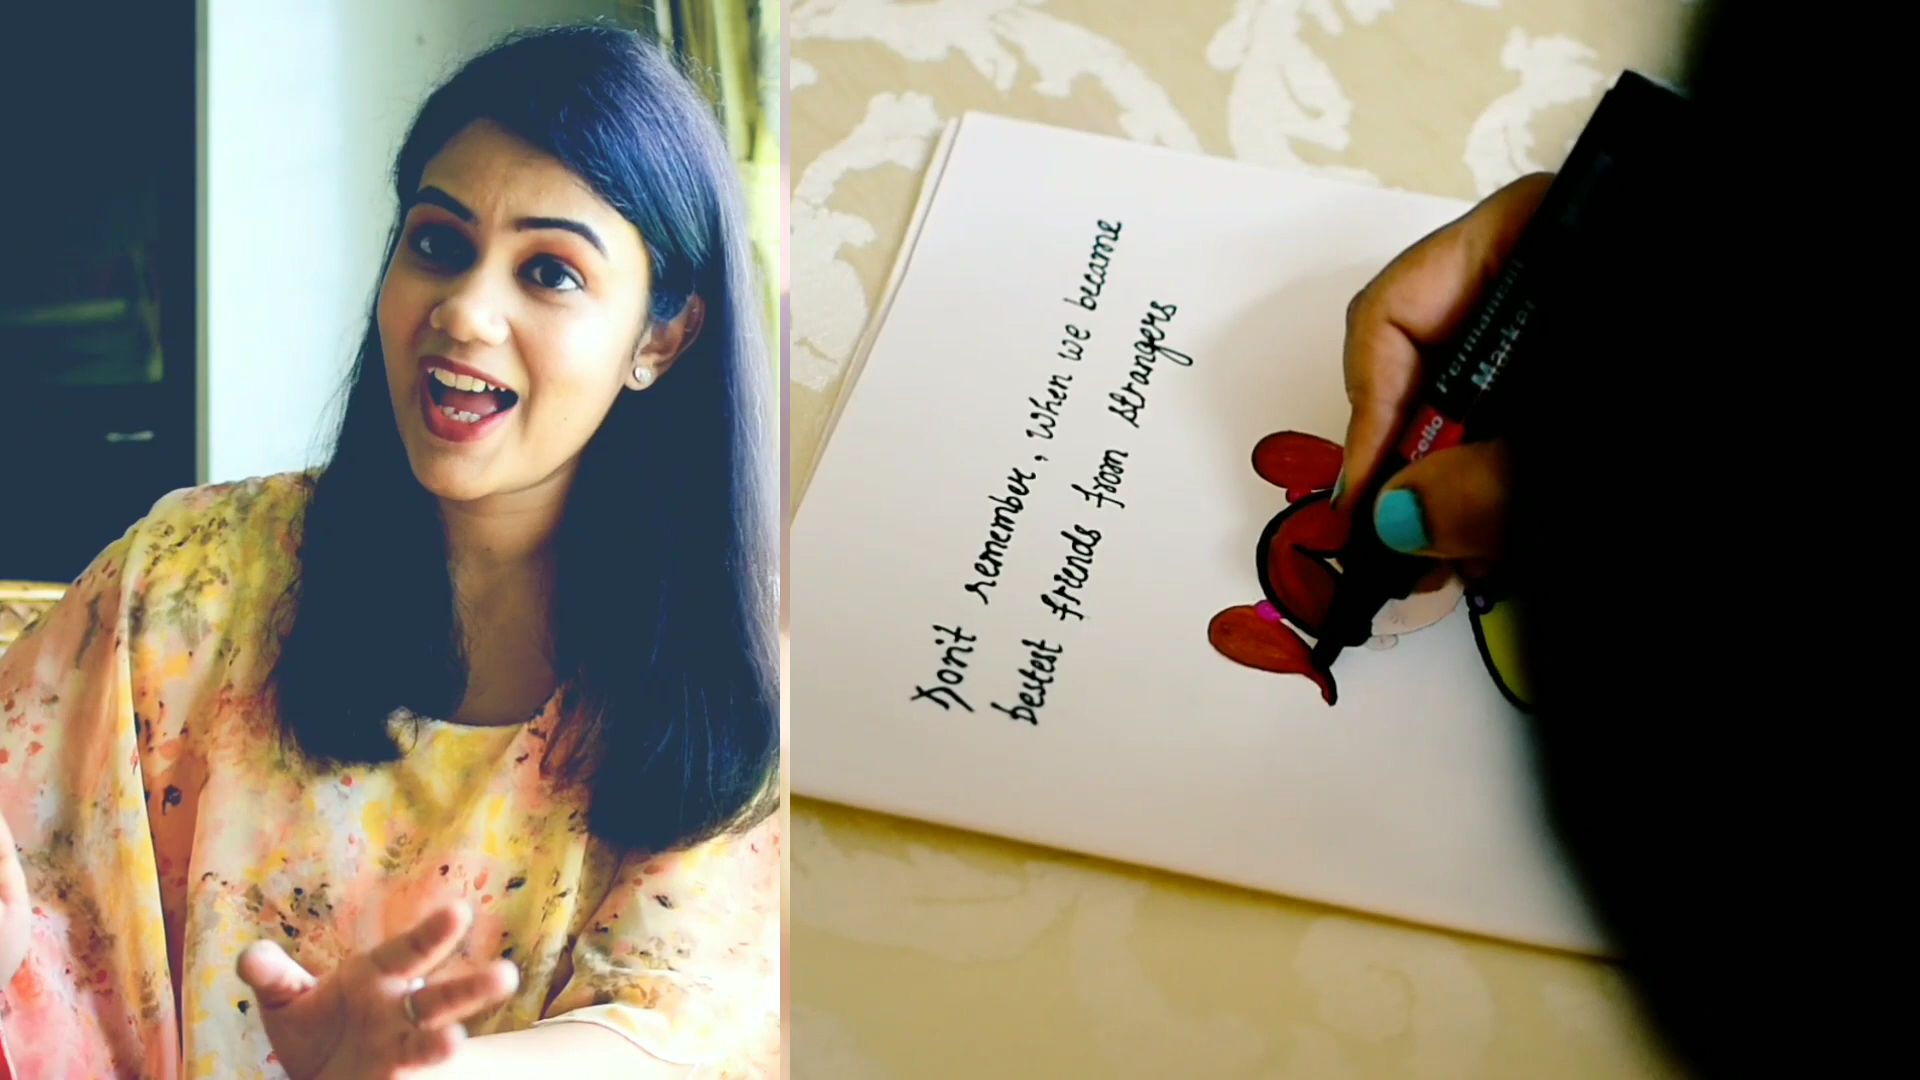 Don't remember, when we became
bestest friends from strangers
Permanent
Marker
cello